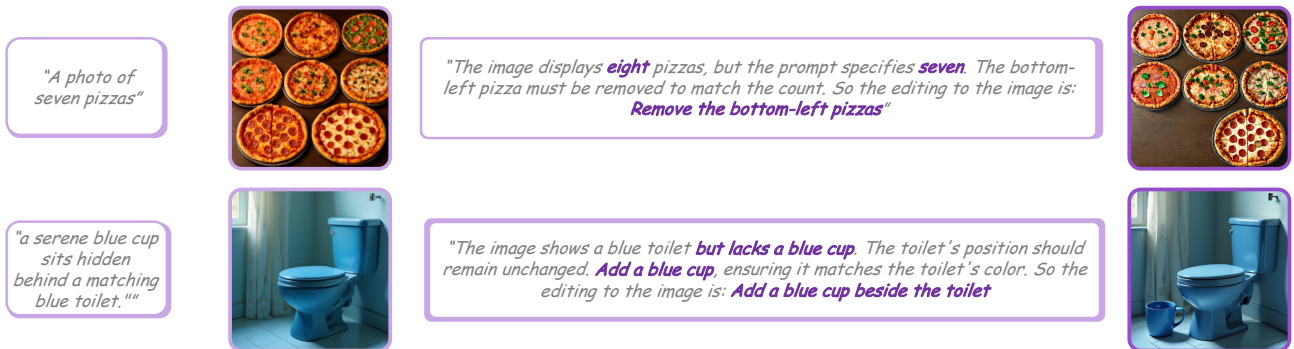 "A photo of
seven pizzas"
"The image displays eight pizzas, but the prompt specifies seven. The bottom-
left pizza must be removed to match the count. So the editing to the image is:
Remove the bottom-left pizzas"
"a serene blue cup
sits hidden
behind a matching
blue toilet.""
"The image shows a blue toilet but lacks a blue cup. The toilet's position should
remain unchanged. Add a blue cup, ensuring it matches the toilet's color. So the
editing to the image is: Add a blue cup beside the toilet